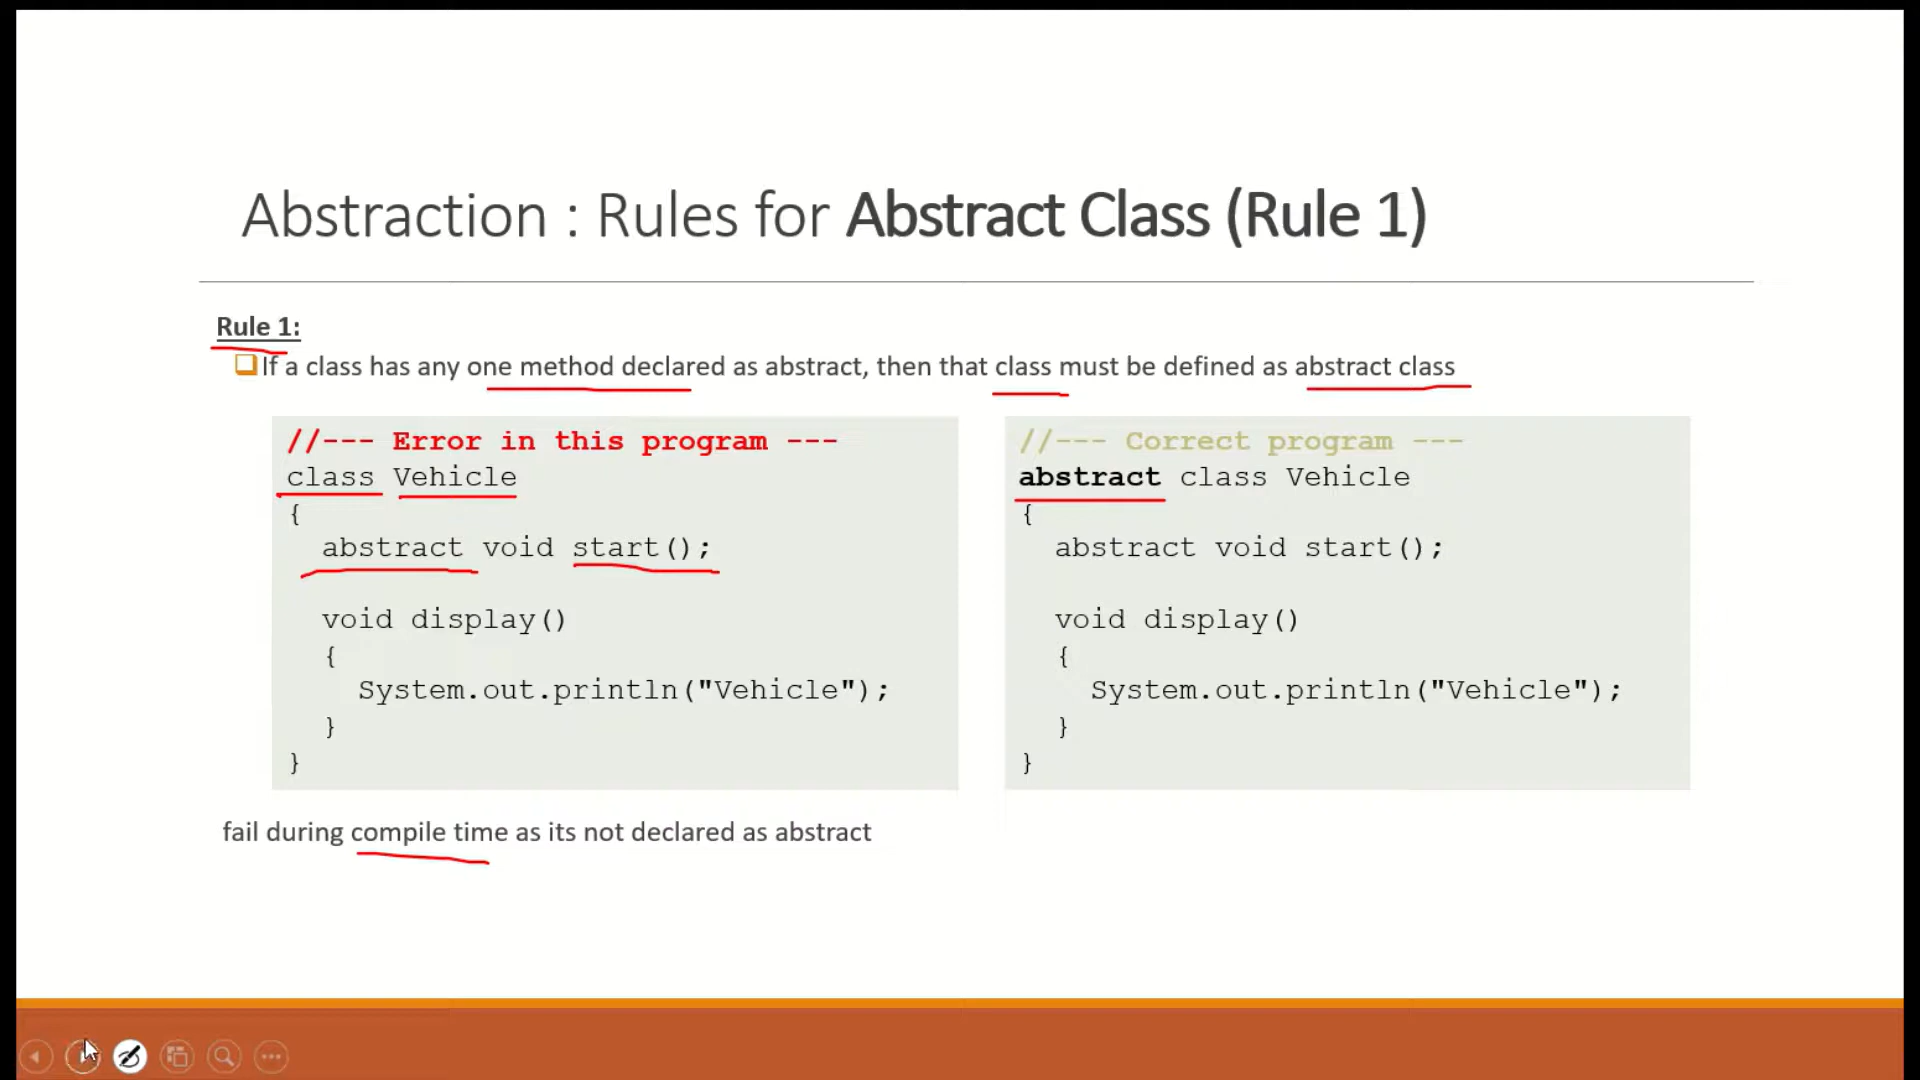 Abstraction : Rules for Abstract Class (Rule 1)
Rule 1:
If a class has any one method declared as abstract, then that class must be defined as abstract class
//--- Error in this program ---
class Vehicle
{
abstract void start();
void display()
{
System.out.println("Vehicle");
}
}
//--- Correct program ---
abstract class Vehicle
{
abstract void start();
void display()
{
System.out.println("Vehicle");
}
}
fail during compile time as its not declared as abstract